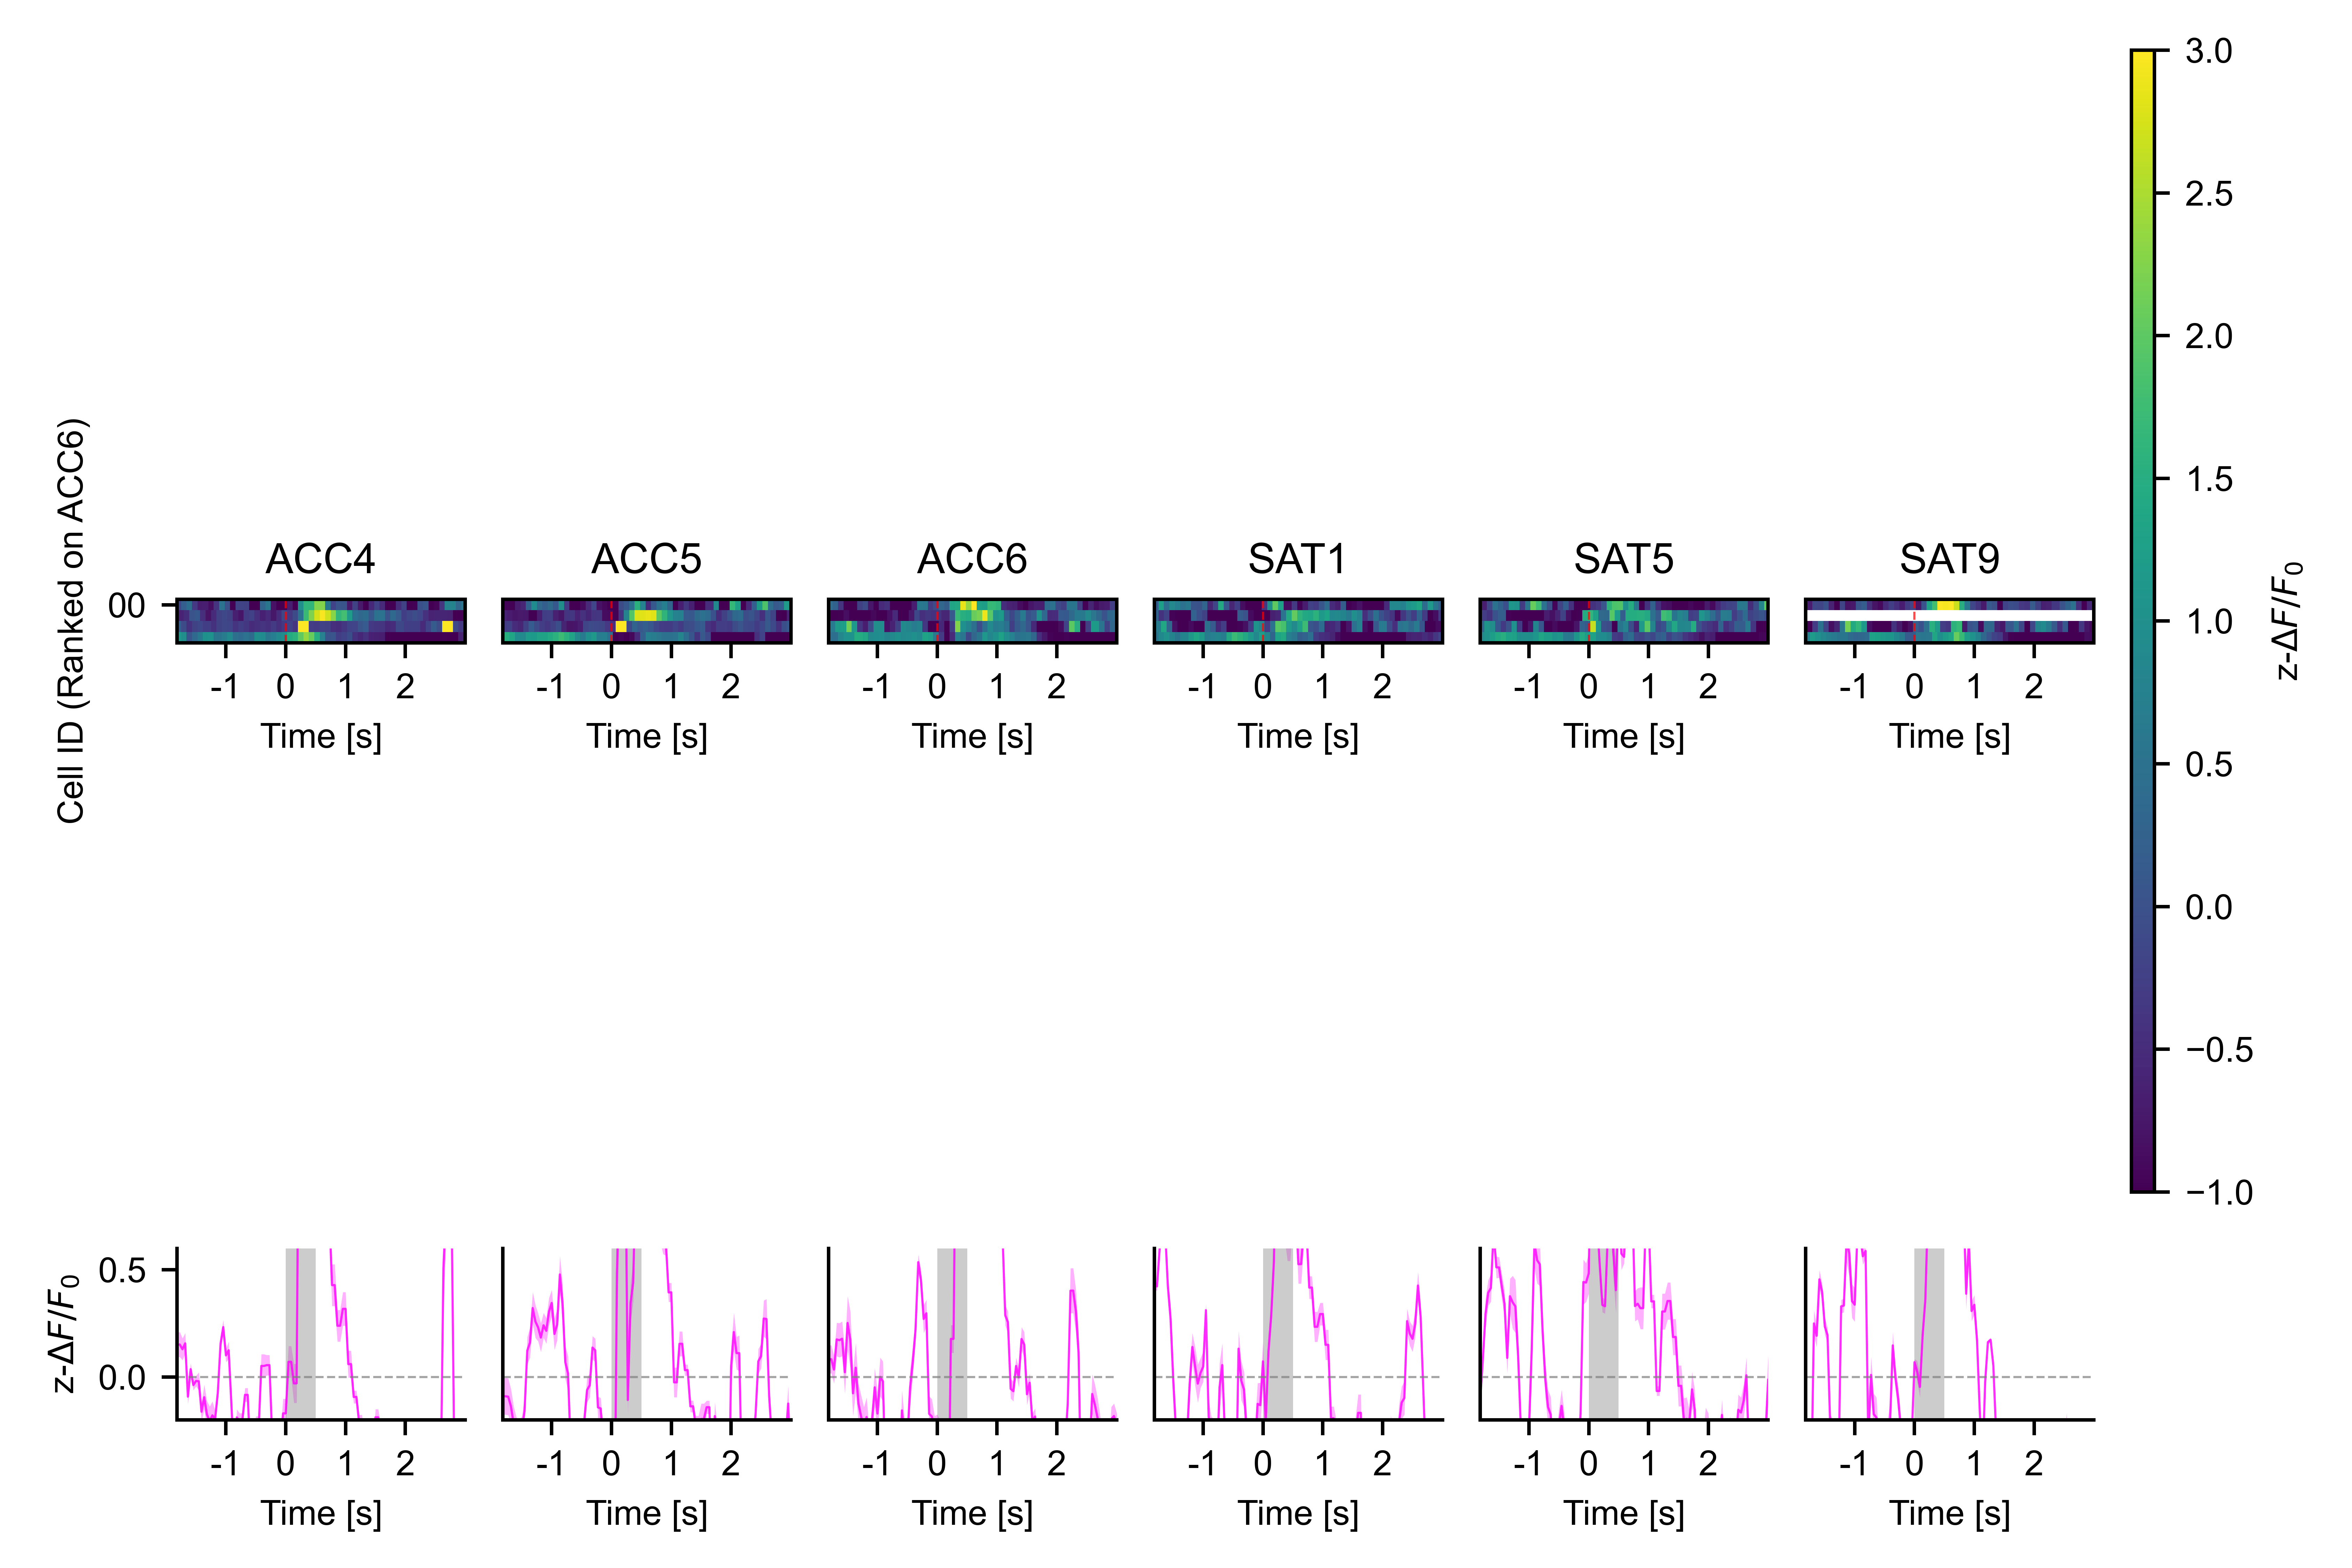 ACC4 ACC5 ACC6 SAT1 SAT5 SAT9
Cell ID (Ranked on ACC6)
00
-1 0 1 2 -1 0 1 2 -1 0 1 2 -1 0 1 2 -1 0 1 2 -1 0 1 2
Time [s] Time [s] Time [s] Time [s] Time [s] Time [s]
3.0
2.5
2.0
1.5
1.0
0.5
0.0
−0.5
−1.0
z-ΔF/F0
z-ΔF/F0
0.5
0.0
-1 0 1 2 -1 0 1 2 -1 0 1 2 -1 0 1 2 -1 0 1 2 -1 0 1 2
Time [s] Time [s] Time [s] Time [s] Time [s] Time [s]